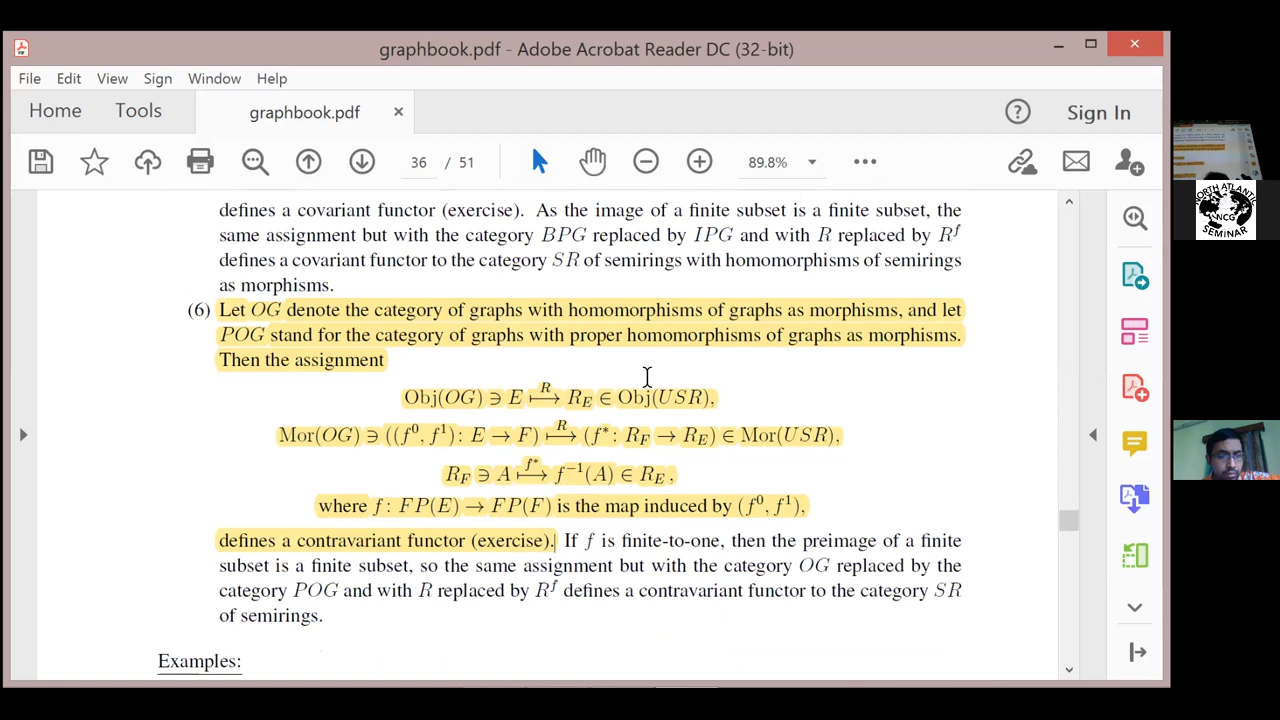 graphbook.pdf - Adobe Acrobat Reader DC (32-bit)
File Edit View Sign Window Help
Home Tools graphbook.pdf × ? Sign In
36 / 51 89.8%
defines a covariant functor (exercise). As the image of a finite subset is a finite subset, the
same assignment but with the category BPG replaced by IPG and with R replaced by R^f
defines a covariant functor to the category SR of semirings with homomorphisms of semirings
as morphisms.
(6) Let OG denote the category of graphs with homomorphisms of graphs as morphisms, and let
POG stand for the category of graphs with proper homomorphisms of graphs as morphisms.
Then the assignment
Obj(OG) ∋ E ⟼^R R_E ∈ Obj(USR),
Mor(OG) ∋ ((f^0, f^1): E → F) ⟼^R (f^*: R_F → R_E) ∈ Mor(USR),
R_F ∋ A ⟼^{f^*} f^{-1}(A) ∈ R_E,
where f: FP(E) → FP(F) is the map induced by (f^0, f^1),
defines a contravariant functor (exercise). If f is finite-to-one, then the preimage of a finite
subset is a finite subset, so the same assignment but with the category OG replaced by the
category POG and with R replaced by R^f defines a contravariant functor to the category SR
of semirings.
Examples:
NORTH ATLANTIC
NCG
SEMINAR